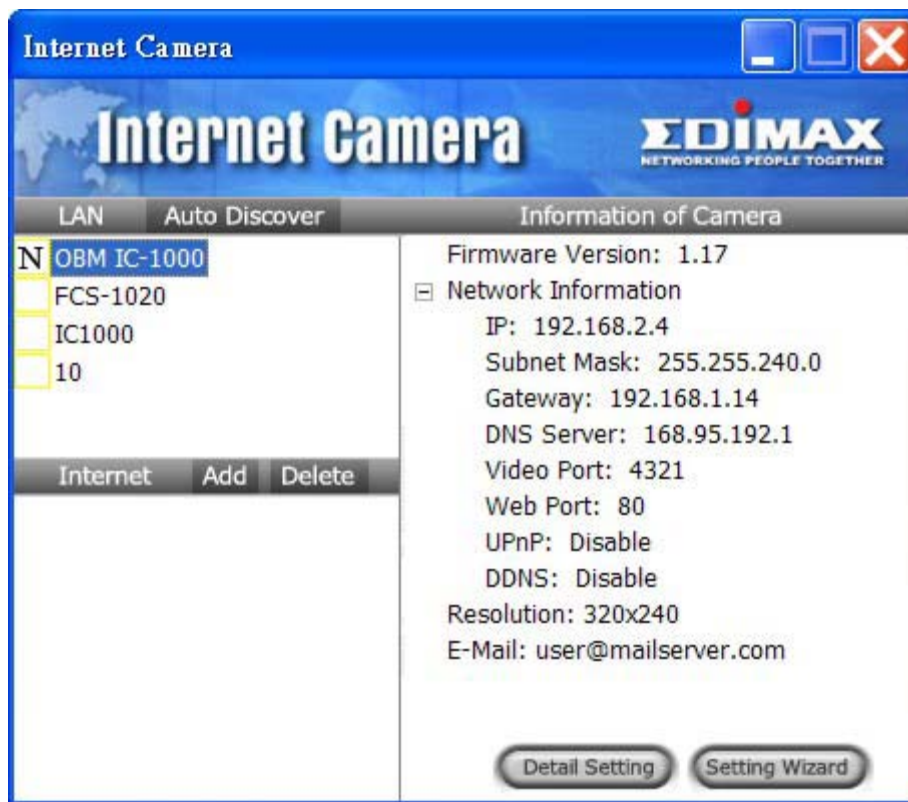 Internet Camera
Internet Camera
EDIMAX
NETWORKING PEOPLE TOGETHER
LAN Auto Discover
N OBM IC-1000
FCS-1020
IC1000
10
Internet Add Delete
Information of Camera
Firmware Version: 1.17
Network Information
IP: 192.168.2.4
Subnet Mask: 255.255.240.0
Gateway: 192.168.1.14
DNS Server: 168.95.192.1
Video Port: 4321
Web Port: 80
UPnP: Disable
DDNS: Disable
Resolution: 320x240
E-Mail: user@mailserver.com
Detail Setting Setting Wizard